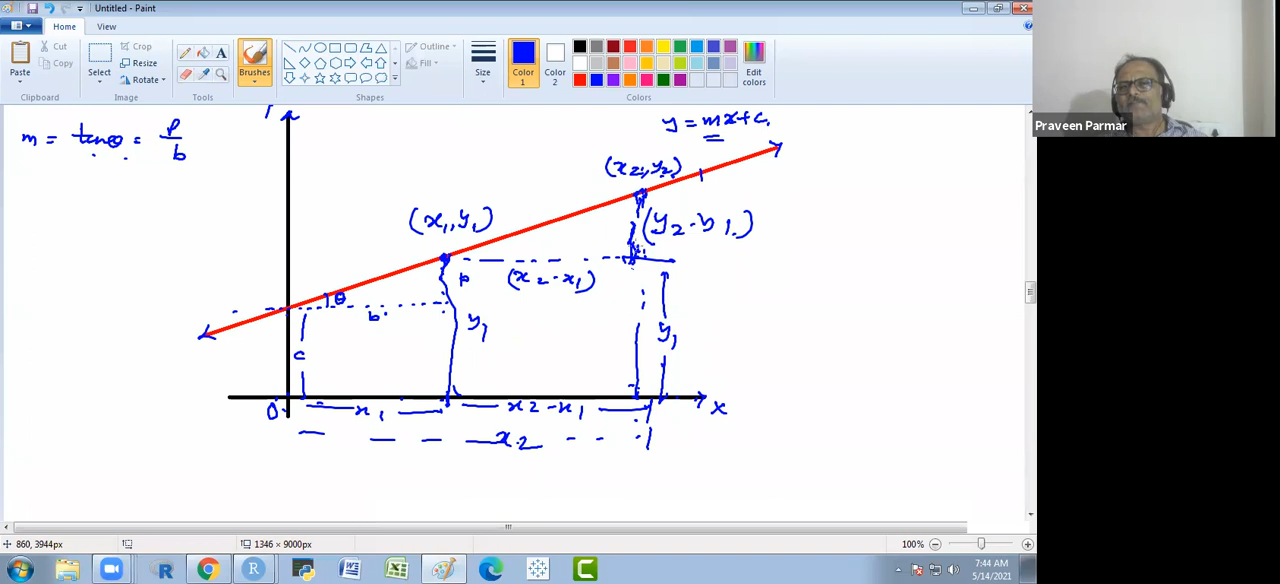 Untitled - Paint
Home View
Paste
Cut
Copy
Clipboard
Select
Crop
Resize
Rotate
Image
Tools
Brushes
Shapes
Outline
Fill
Size
Color 1
Color 2
Edit colors
Colors
Praveen Parmar
m = tanθ = P/b
y = mx+c,
(x2, y2)
(x1, y1)
(y2 - y1)
p
(x2 - x1)
θ
b
y1
y1
c
O
x1
x2 - x1
X
x2
860, 3944px
1346 × 9000px
100%
7:44 AM
5/14/2021